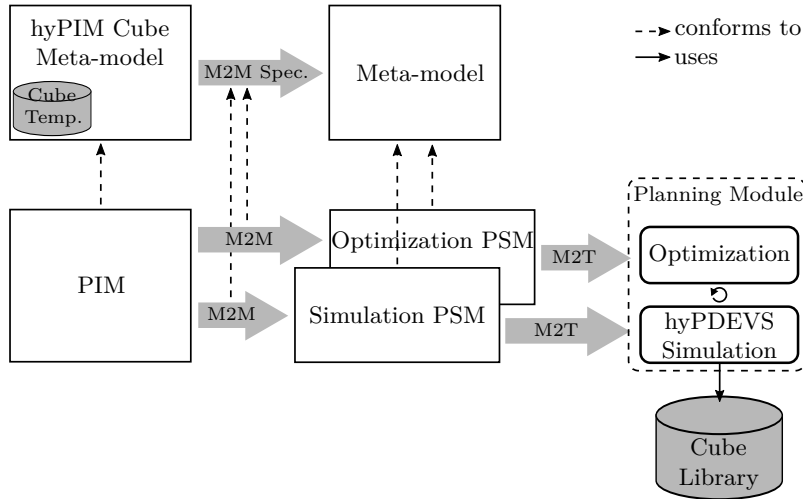 hyPIM Cube
Meta-model
Cube
Temp.
M2M Spec.
Meta-model
conforms to
uses
PIM
M2M
M2M
Optimization PSM
Simulation PSM
M2T
M2T
Planning Module
Optimization
hyPDEVS
Simulation
Cube
Library